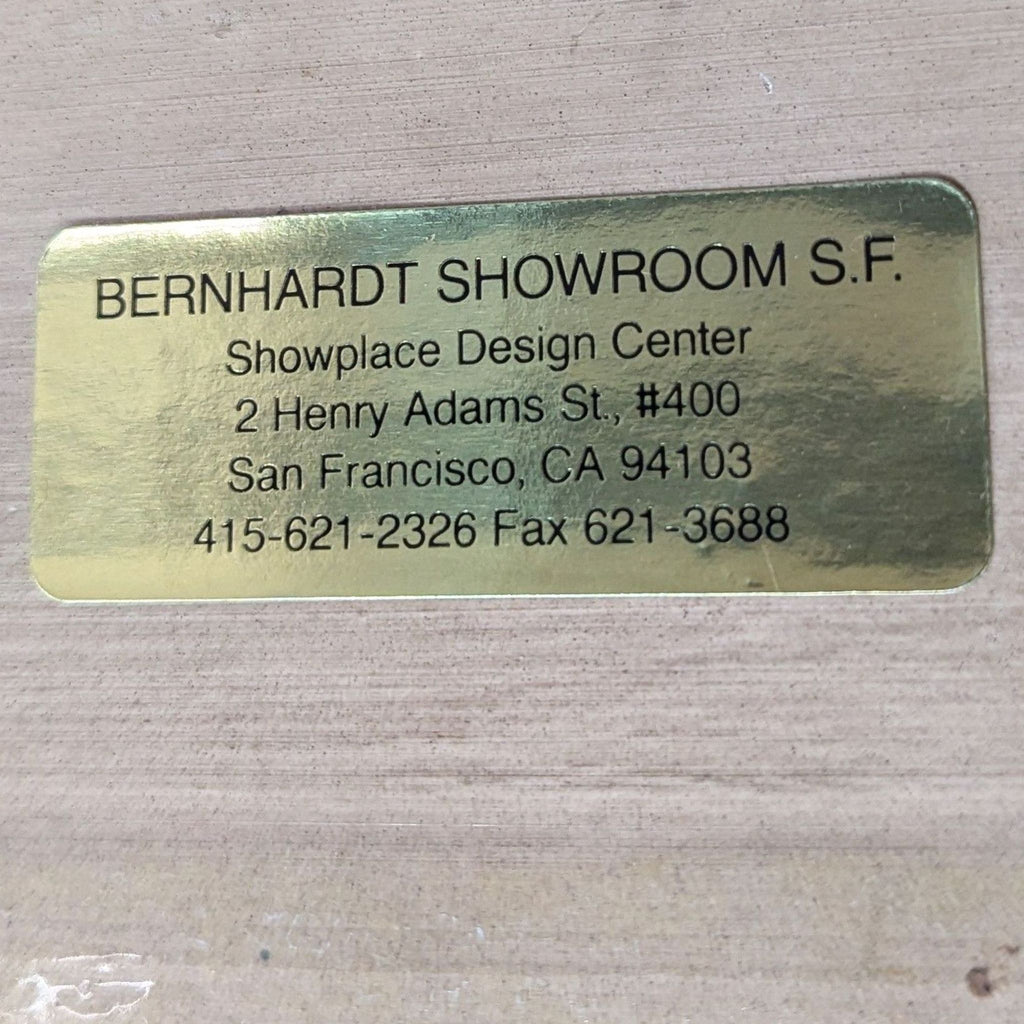 BERNHARDT SHOWROOM S.F.
Showplace Design Center
2 Henry Adams St., #400
San Francisco, CA 94103
415-621-2326 Fax 621-3688